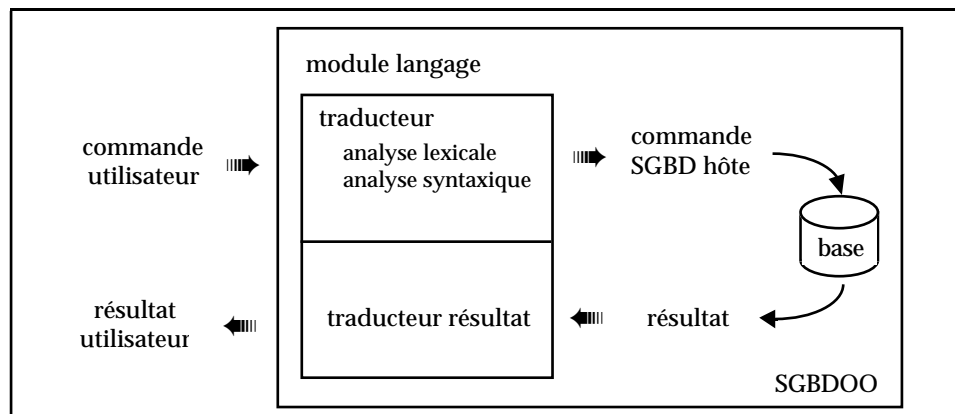 module langage
traducteur
analyse lexicale
analyse syntaxique
commande
utilisateur
commande
SGBD hôte
base
résultat
utilisateur
traducteur résultat
résultat
SGBDOO